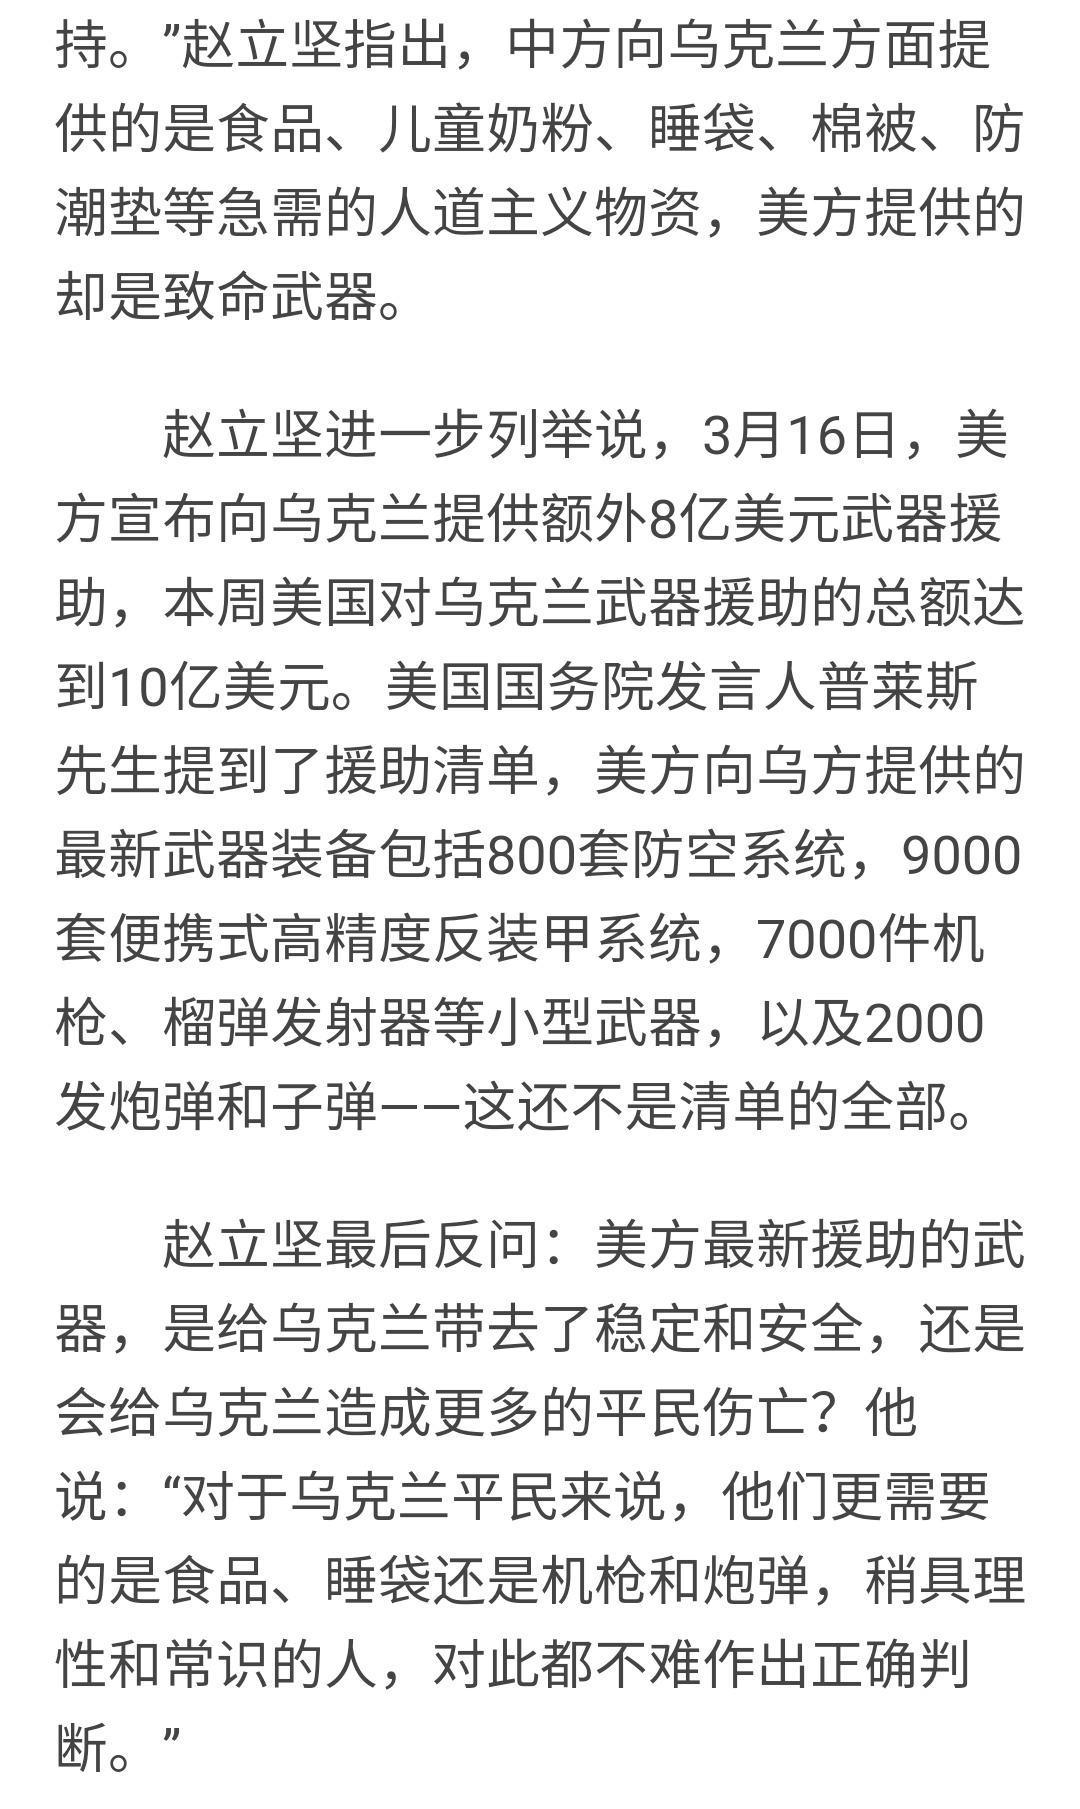 持。”赵立坚指出，中方向乌克兰方面提
供的是食品、儿童奶粉、睡袋、棉被、防
潮垫等急需的人道主义物资，美方提供的
却是致命武器。
赵立坚进一步列举说，3月16日，美
方宣布向乌克兰提供额外8亿美元武器援
助，本周美国对乌克兰武器援助的总额达
到10亿美元。美国国务院发言人普莱斯
先生提到了援助清单，美方向乌方提供的
最新武器装备包括800套防空系统，9000
套便携式高精度反装甲系统，7000件机
枪、榴弹发射器等小型武器，以及2000
发炮弹和子弹——这还不是清单的全部。
赵立坚最后反问：美方最新援助的武
器，是给乌克兰带去了稳定和安全，还是
会给乌克兰造成更多的平民伤亡？他
说：“对于乌克兰平民来说，他们更需要
的是食品、睡袋还是机枪和炮弹，稍具理
性和常识的人，对此都不难作出正确判
断。”